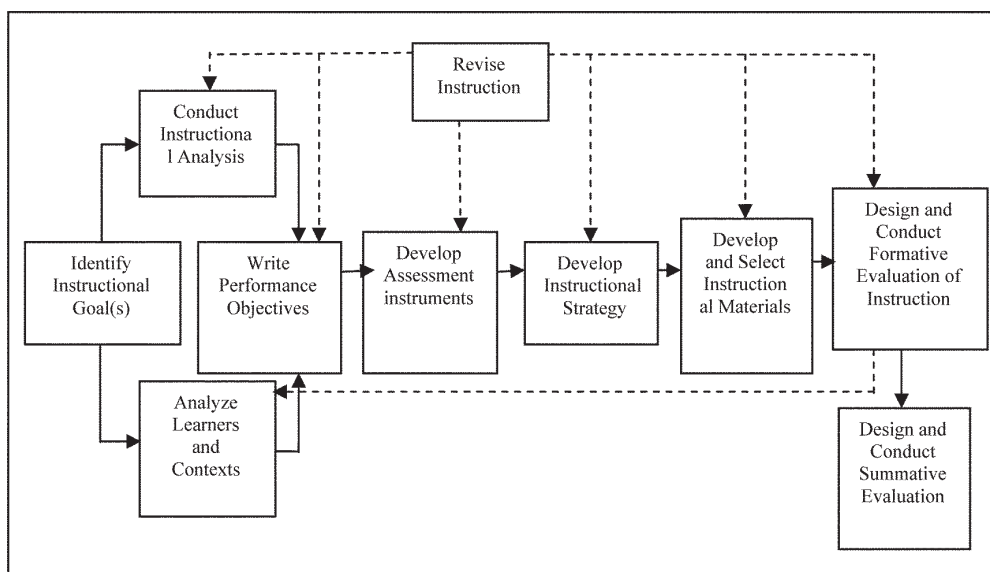 Revise
Instruction
Conduct
Instructiona
l Analysis
Identify
Instructional
Goal(s)
Write
Performance
Objectives
Develop
Assessment
instruments
Develop
Instructional
Strategy
Develop
and Select
Instruction
al Materials
Design and
Conduct
Formative
Evaluation of
Instruction
Analyze
Learners
and
Contexts
Design and
Conduct
Summative
Evaluation